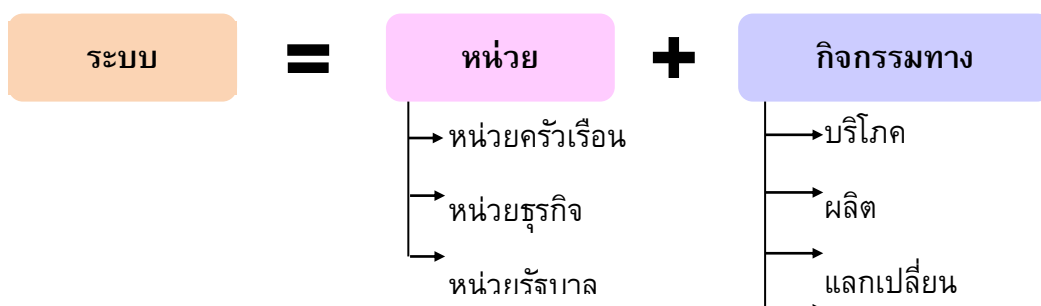 ระบบ = หน่วย + กิจกรรมทาง
หน่วยครัวเรือน
หน่วยธุรกิจ
หน่วยรัฐบาล
บริโภค
ผลิต
แลกเปลี่ยน